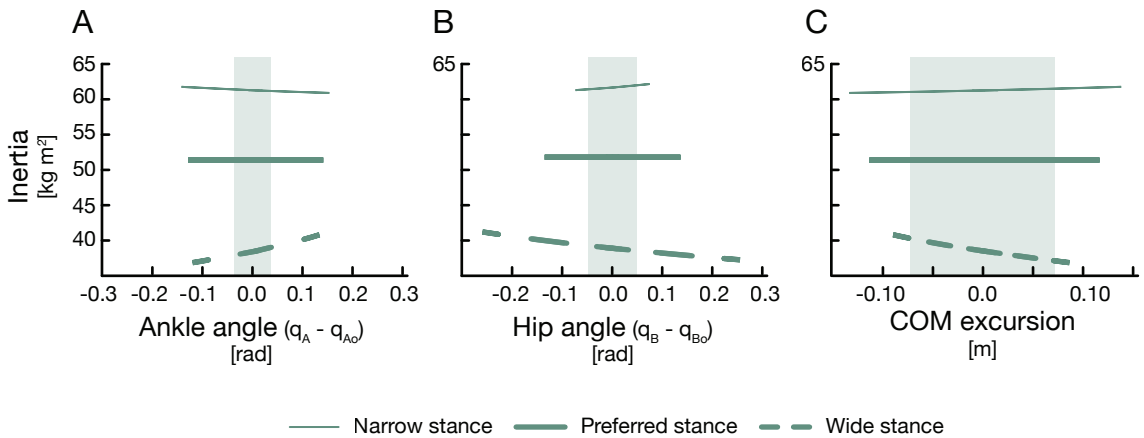 A
B
C
65
60
55
50
45
40
Inertia
[kg m²]
-0.3 -0.2 -0.1 0.0 0.1 0.2 0.3
Ankle angle (q_A - q_Ao)
[rad]
65
-0.2 -0.1 0.0 0.1 0.2 0.3
Hip angle (q_B - q_Bo)
[rad]
65
-0.10 0.00 0.10
COM excursion
[m]
Narrow stance Preferred stance Wide stance